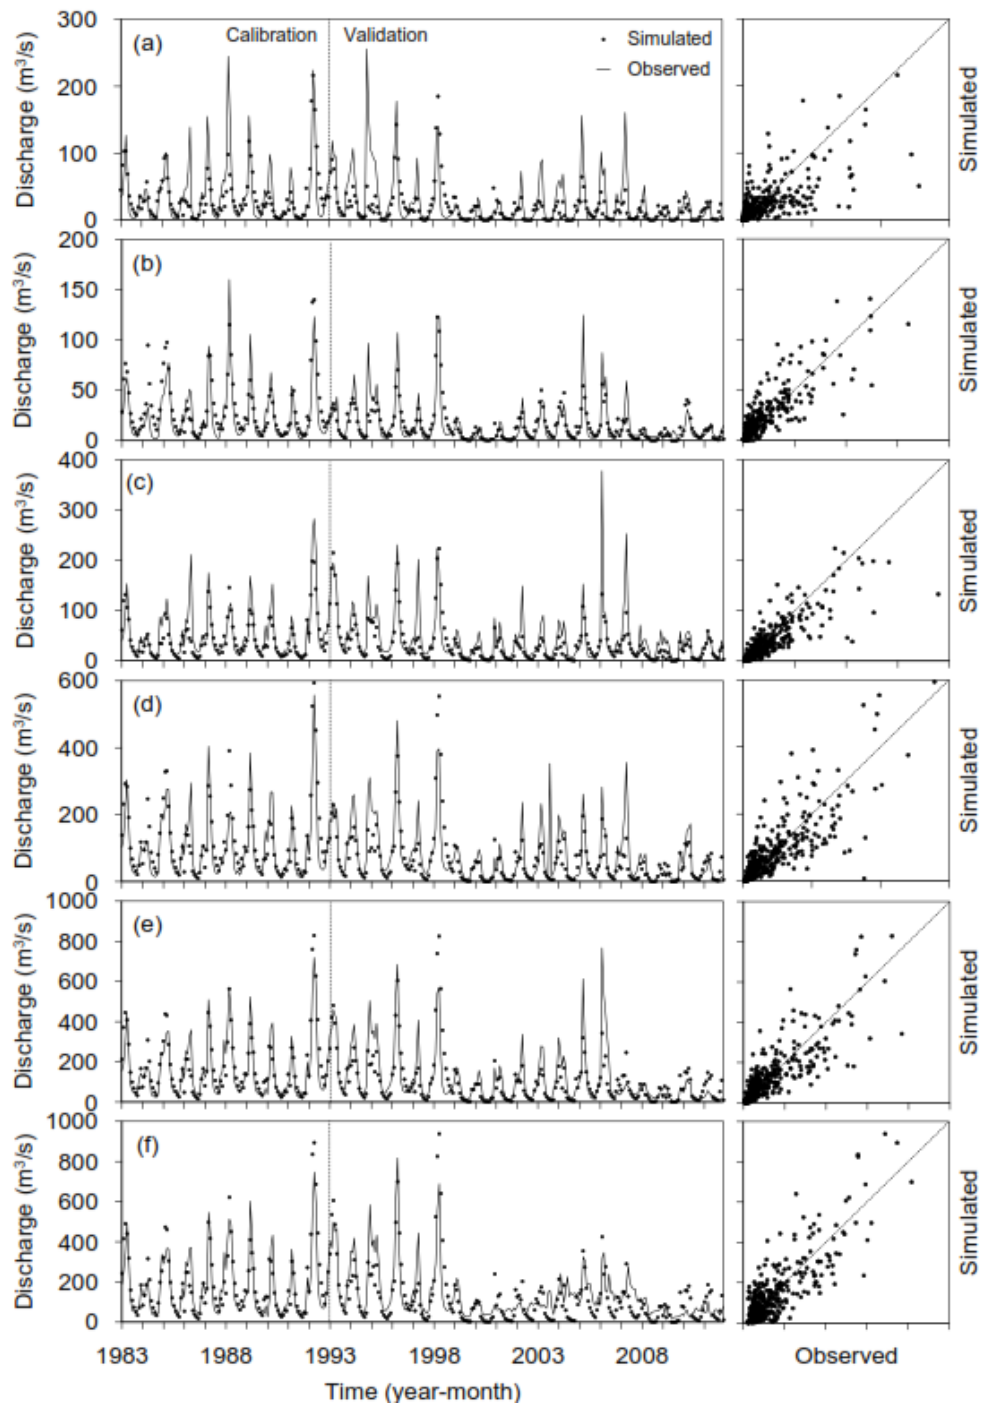 (a)
Calibration
Validation
Simulated
Observed
Discharge (m³/s)
300
200
100
0
Simulated
(b)
Discharge (m³/s)
200
150
100
50
0
Simulated
(c)
Discharge (m³/s)
400
300
200
100
0
Simulated
(d)
Discharge (m³/s)
600
400
200
0
Simulated
(e)
Discharge (m³/s)
1000
800
600
400
200
0
Simulated
(f)
Discharge (m³/s)
1000
800
600
400
200
0
Simulated
1983 1988 1993 1998 2003 2008
Observed
Time (year-month)